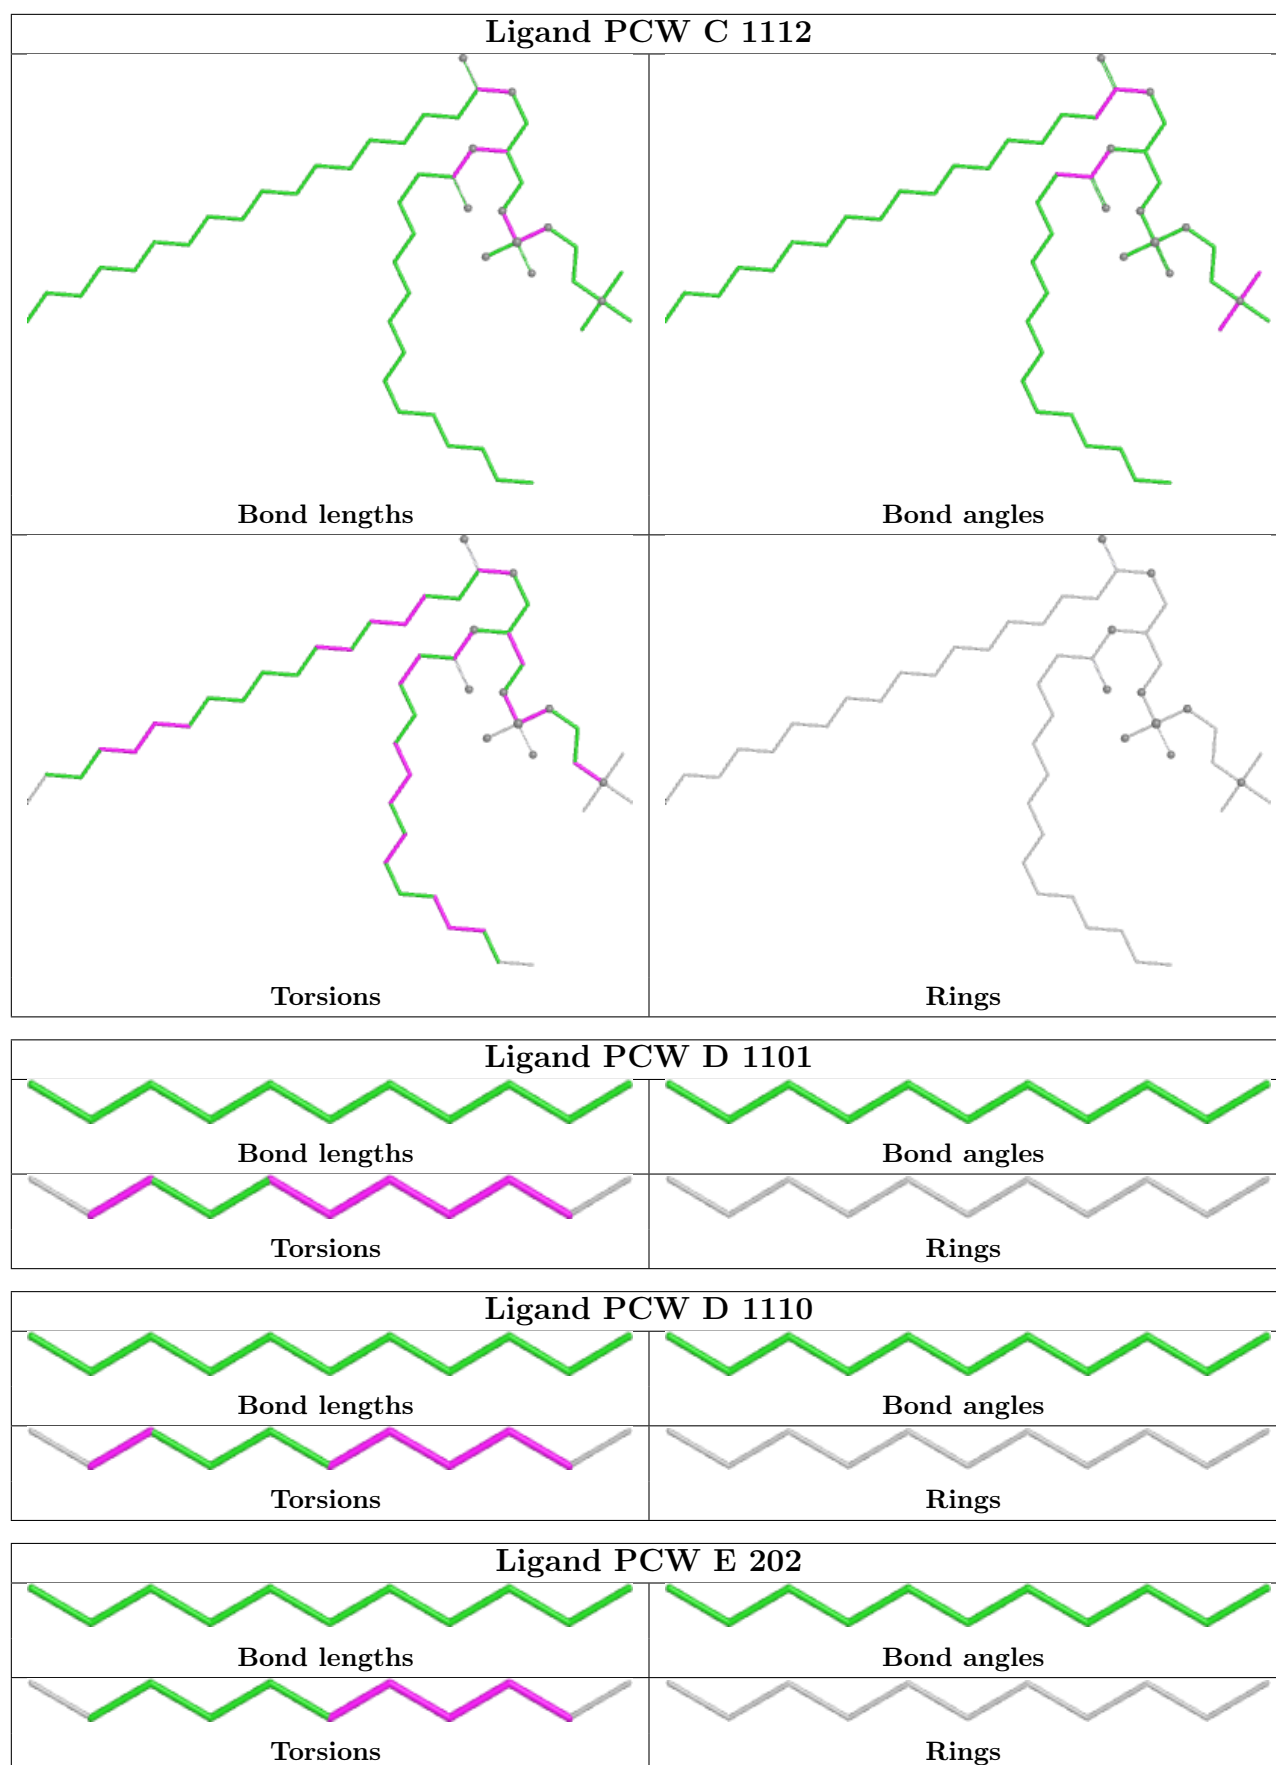 Ligand PCW C 1112
Bond lengths
Bond angles
Torsions
Rings
Ligand PCW D 1101
Bond lengths
Bond angles
Torsions
Rings
Ligand PCW D 1110
Bond lengths
Bond angles
Torsions
Rings
Ligand PCW E 202
Bond lengths
Bond angles
Torsions
Rings